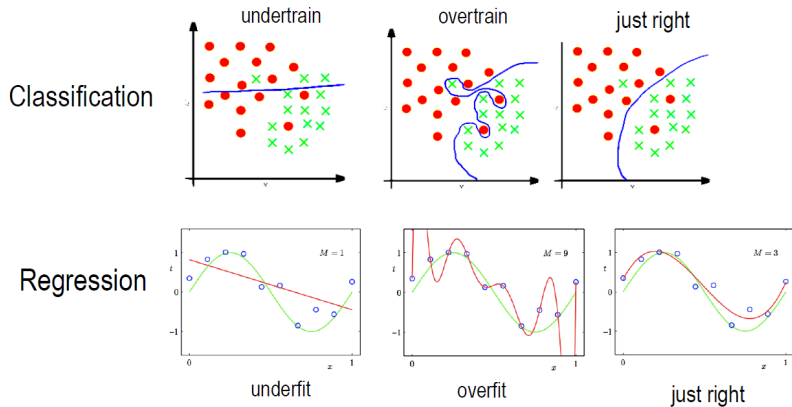 undertrain
overtrain
just right
Classification
Regression
1
t
0
-1
M = 1
0
x
1
1
t
0
-1
M = 9
0
x
1
1
t
0
-1
M = 3
0
x
1
underfit
overfit
just right